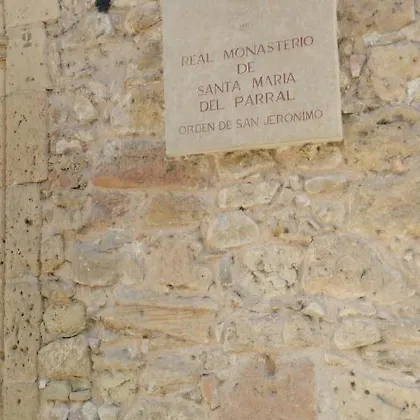 REAL MONASTERIO
DE
SANTA MARIA
DEL PARRAL
ORDEN DE SAN JERONIMO